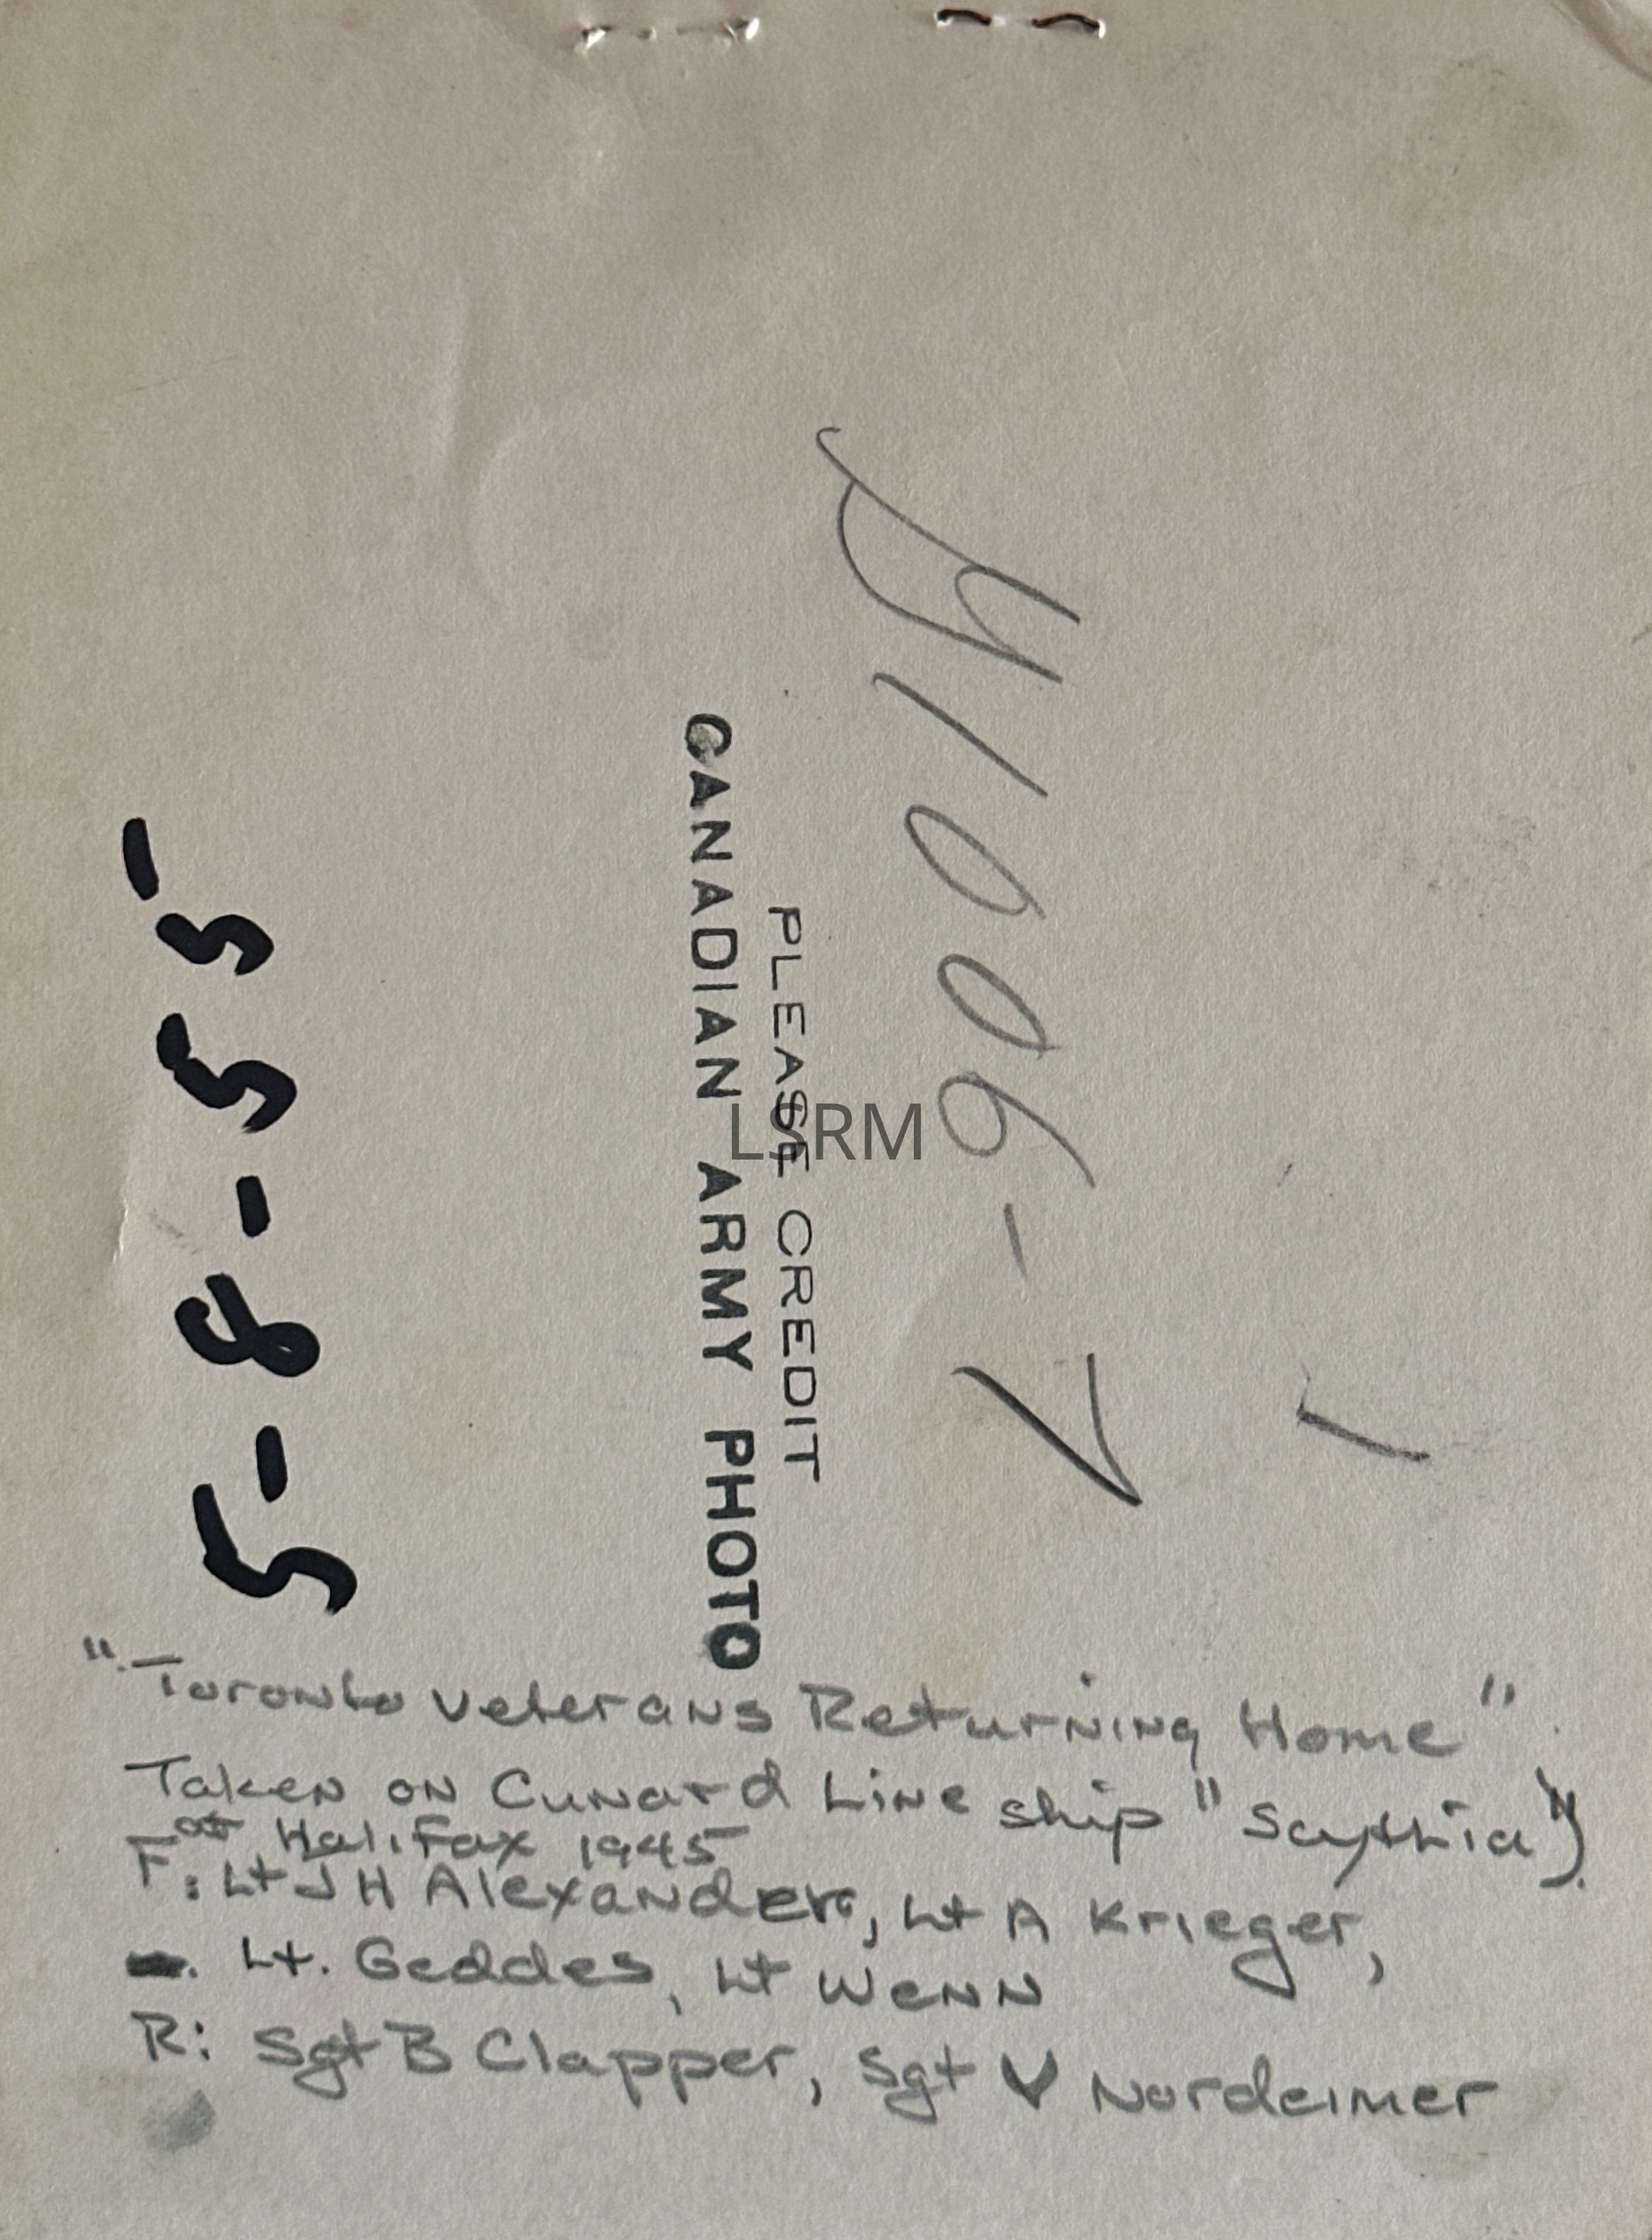 41006-7
PLEASE CREDIT
CANADIAN ARMY PHOTO
5-8-55-
LSRM
"Toronto Veterans Returning Home"
Taken on Cunard Line ship "Scythia")
at Halifax 1945
F: Lt J H Alexander, Lt A Krieger,
Lt. Geddes, Lt Wenn
R: Sgt B Clapper, Sgt V Nordeimer